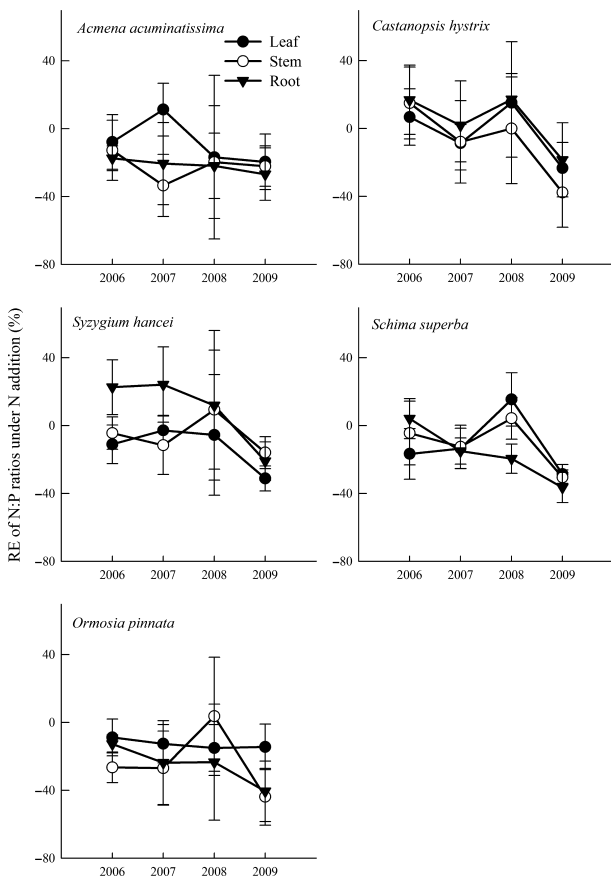 Acmena acuminatissima
Leaf
Stem
Root
40
0
−40
−80
2006 2007 2008 2009
Castanopsis hystrix
40
0
−40
−80
2006 2007 2008 2009
RE of N:P ratios under N addition (%)
Syzygium hancei
40
0
−40
−80
2006 2007 2008 2009
Schima superba
40
0
−40
−80
2006 2007 2008 2009
Ormosia pinnata
40
0
−40
−80
2006 2007 2008 2009